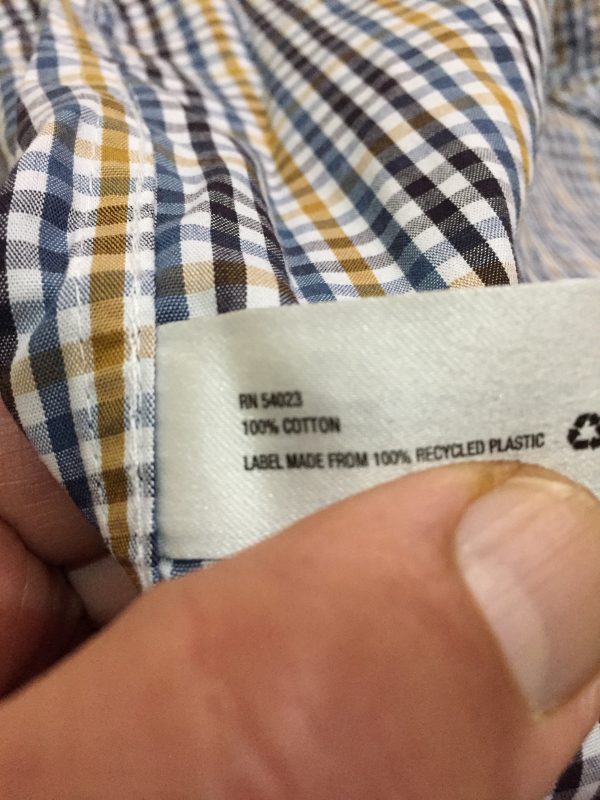 RN 54023
100% COTTON
LABEL MADE FROM 100% RECYCLED PLASTIC